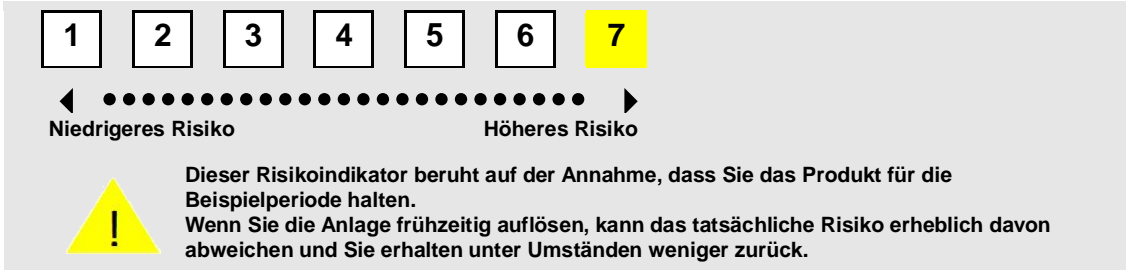 1 2 3 4 5 6 7
Niedrigeres Risiko Höheres Risiko
Dieser Risikoindikator beruht auf der Annahme, dass Sie das Produkt für die
Beispielperiode halten.
Wenn Sie die Anlage frühzeitig auflösen, kann das tatsächliche Risiko erheblich davon
abweichen und Sie erhalten unter Umständen weniger zurück.
!